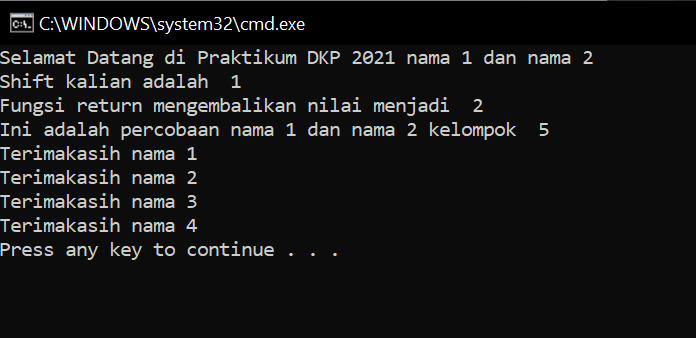 C:\WINDOWS\system32\cmd.exe
Selamat Datang di Praktikum DKP 2021 nama 1 dan nama 2
Shift kalian adalah  1
Fungsi return mengembalikan nilai menjadi  2
Ini adalah percobaan nama 1 dan nama 2 kelompok  5
Terimakasih nama 1
Terimakasih nama 2
Terimakasih nama 3
Terimakasih nama 4
Press any key to continue . . .